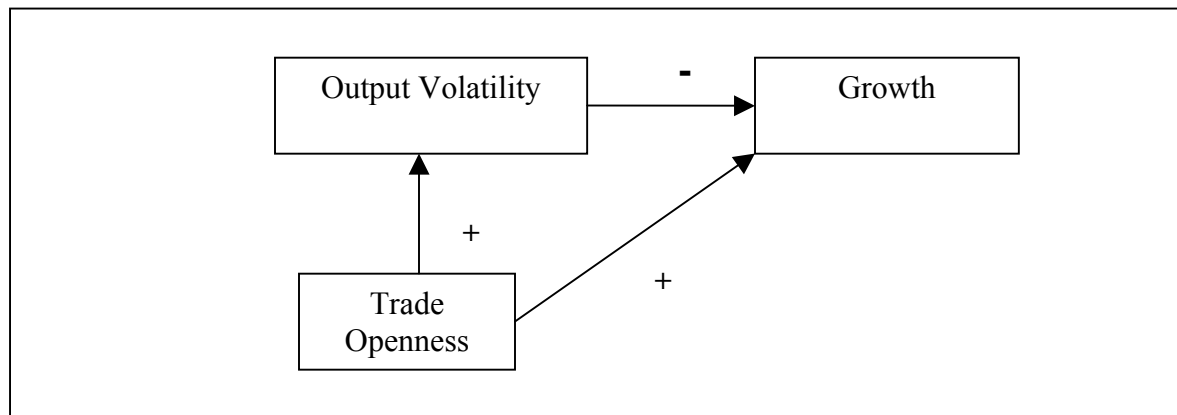 Output Volatility
-
Growth
+
+
Trade
Openness